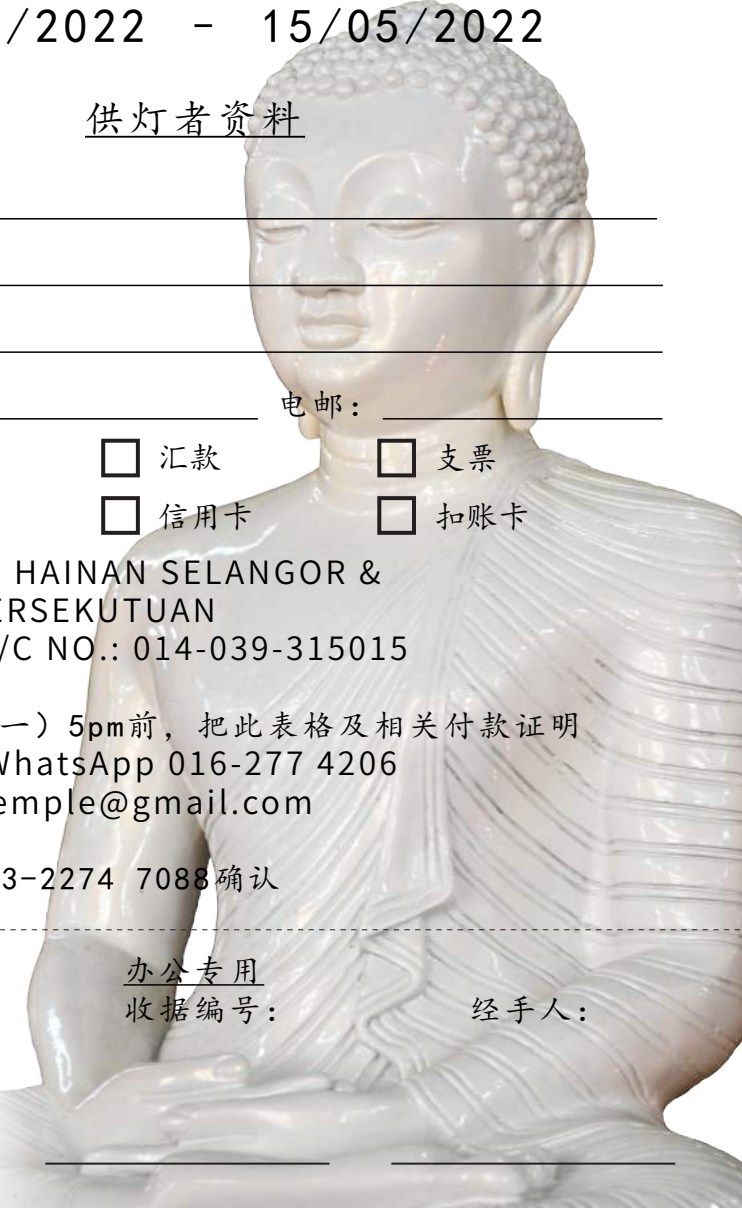 /2022 - 15/05/2022
供灯者资料
电邮：
汇款 支票
信用卡 扣账卡
HAINAN SELANGOR &
ERSEKUTUAN
/C NO.: 014-039-315015
一）5pm前，把此表格及相关付款证明
WhatsApp 016-277 4206
emple@gmail.com
3-2274 7088确认
办公专用
收据编号： 经手人：